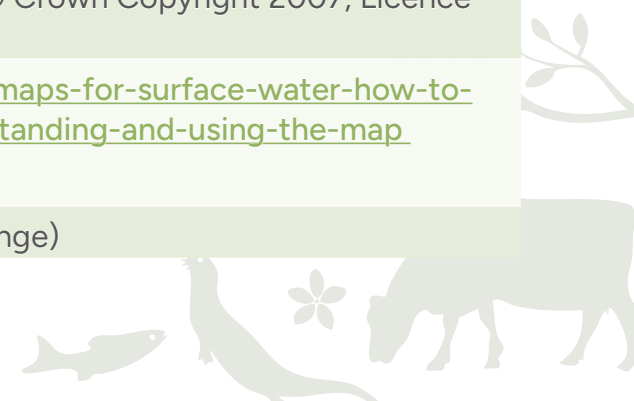 © Crown Copyright 2007, Licence
maps-for-surface-water-how-to-
tanding-and-using-the-map
nge)